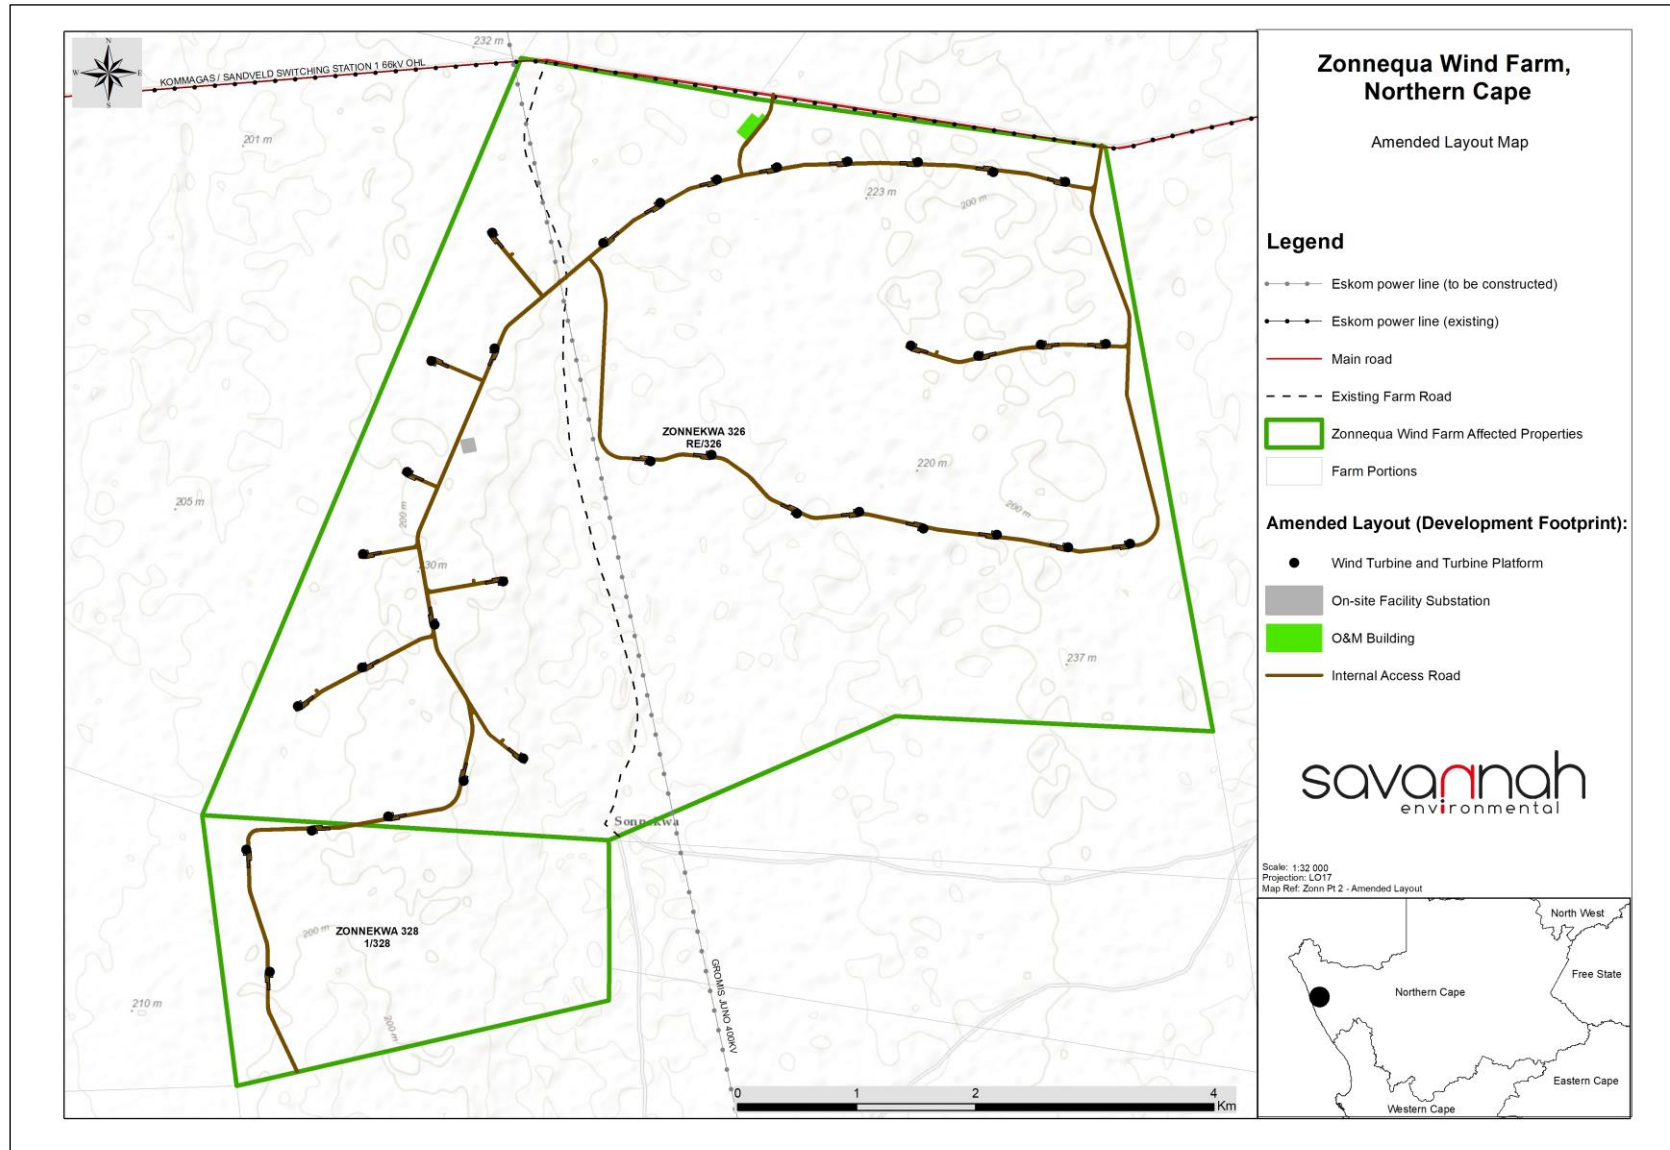 232 m
N
W
E
S
KOMMAGAS / SANDVELD SWITCHING STATION 1 66kV OHL
201 m
223 m
200 m
ZONNEKWA 326
RE/326
220 m
205 m
200 m
200 m
230 m
237 m
Sonnekwa
ZONNEKWA 328
1/328
200 m
210 m
200 m
GROMIS JUNO 400KV
0
1
2
4
Km
Zonnequa Wind Farm,
Northern Cape
Amended Layout Map
Legend
Eskom power line (to be constructed)
Eskom power line (existing)
Main road
Existing Farm Road
Zonnequa Wind Farm Affected Properties
Farm Portions
Amended Layout (Development Footprint):
Wind Turbine and Turbine Platform
On-site Facility Substation
O&M Building
Internal Access Road
savannah
environmental
Scale: 1:32 000
Projection: LO17
Map Ref: Zonn Pt 2 - Amended Layout
North West
Free State
Northern Cape
Eastern Cape
Western Cape